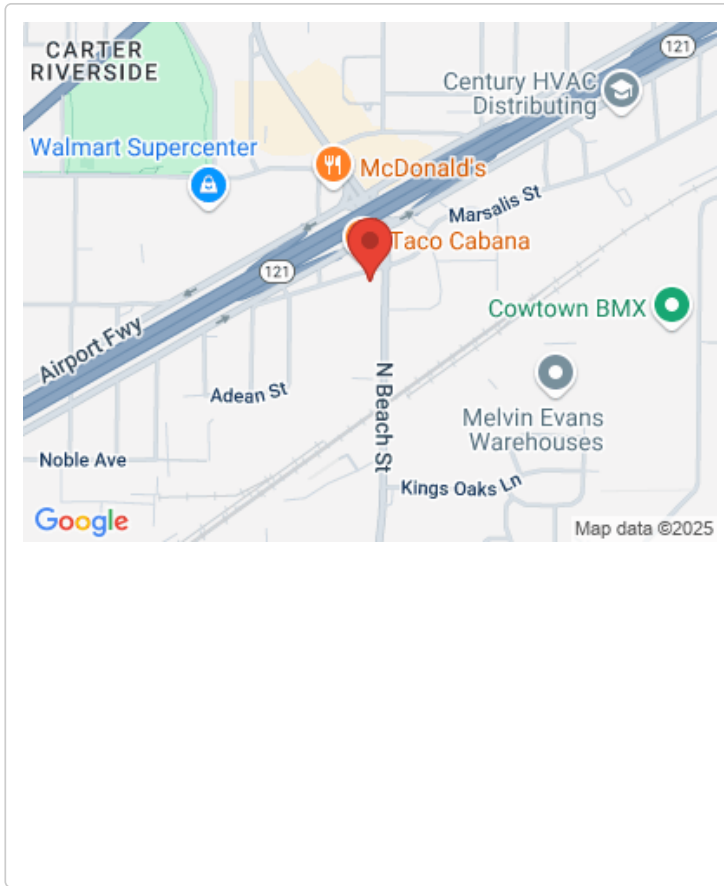 CARTER
RIVERSIDE
121
Century HVAC
Distributing
Walmart Supercenter
McDonald's
Marsalis St
Taco Cabana
121
Cowtown BMX
Airport Fwy
N Beach St
Adean St
Melvin Evans
Warehouses
Noble Ave
Kings Oaks Ln
Google
Map data ©2025